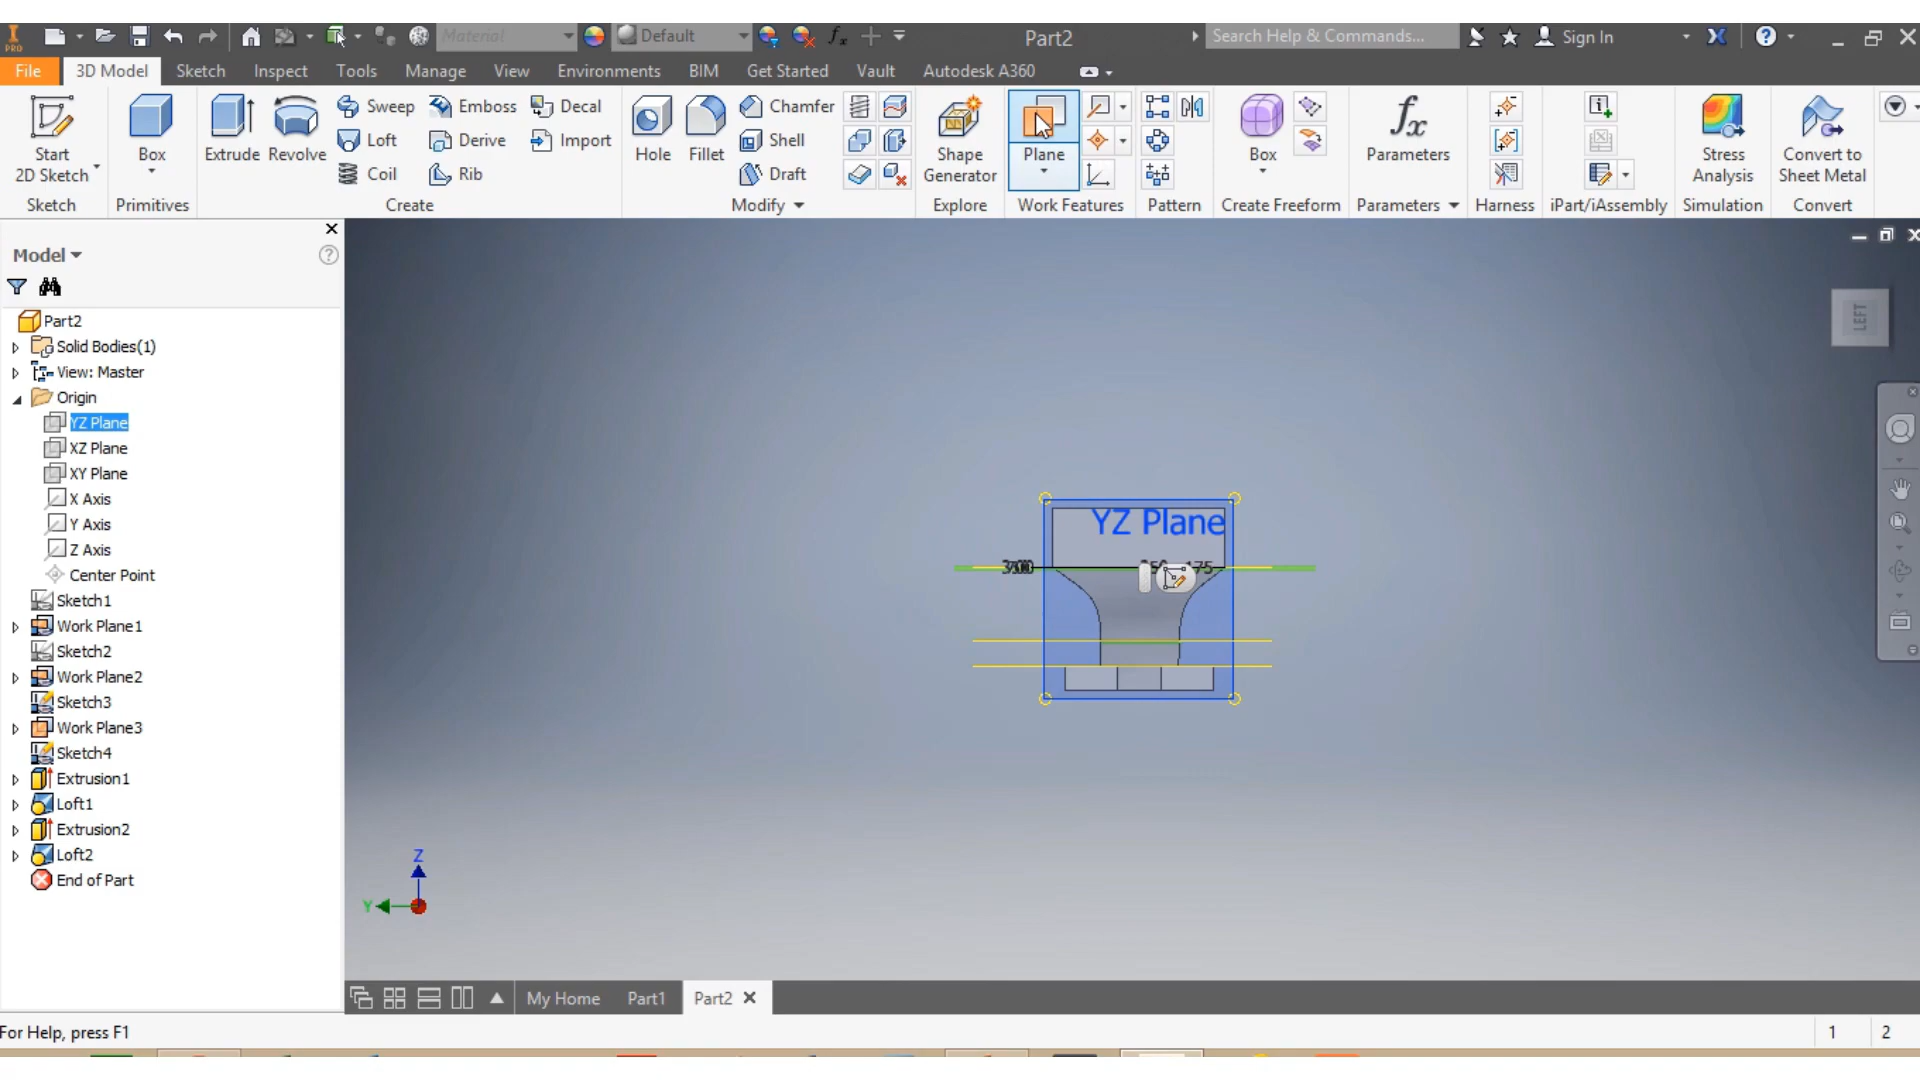 PRO
Material
Default
Part2
Search Help & Commands...
Sign In
File
3D Model
Sketch
Inspect
Tools
Manage
View
Environments
BIM
Get Started
Vault
Autodesk A360
Start
2D Sketch
Box
Extrude
Revolve
Sweep
Emboss
Decal
Loft
Derive
Import
Coil
Rib
Hole
Fillet
Chamfer
Shell
Draft
Shape
Generator
Plane
Box
fx
Parameters
Stress
Analysis
Convert to
Sheet Metal
Sketch
Primitives
Create
Modify
Explore
Work Features
Pattern
Create Freeform
Parameters
Harness
iPart/iAssembly
Simulation
Convert
Model
Part2
Solid Bodies(1)
View: Master
Origin
YZ Plane
XZ Plane
XY Plane
X Axis
Y Axis
Z Axis
Center Point
Sketch1
Work Plane1
Sketch2
Work Plane2
Sketch3
Work Plane3
Sketch4
Extrusion1
Loft1
Extrusion2
Loft2
End of Part
LEFT
YZ Plane
Z
Y
My Home
Part1
Part2
For Help, press F1
1
2